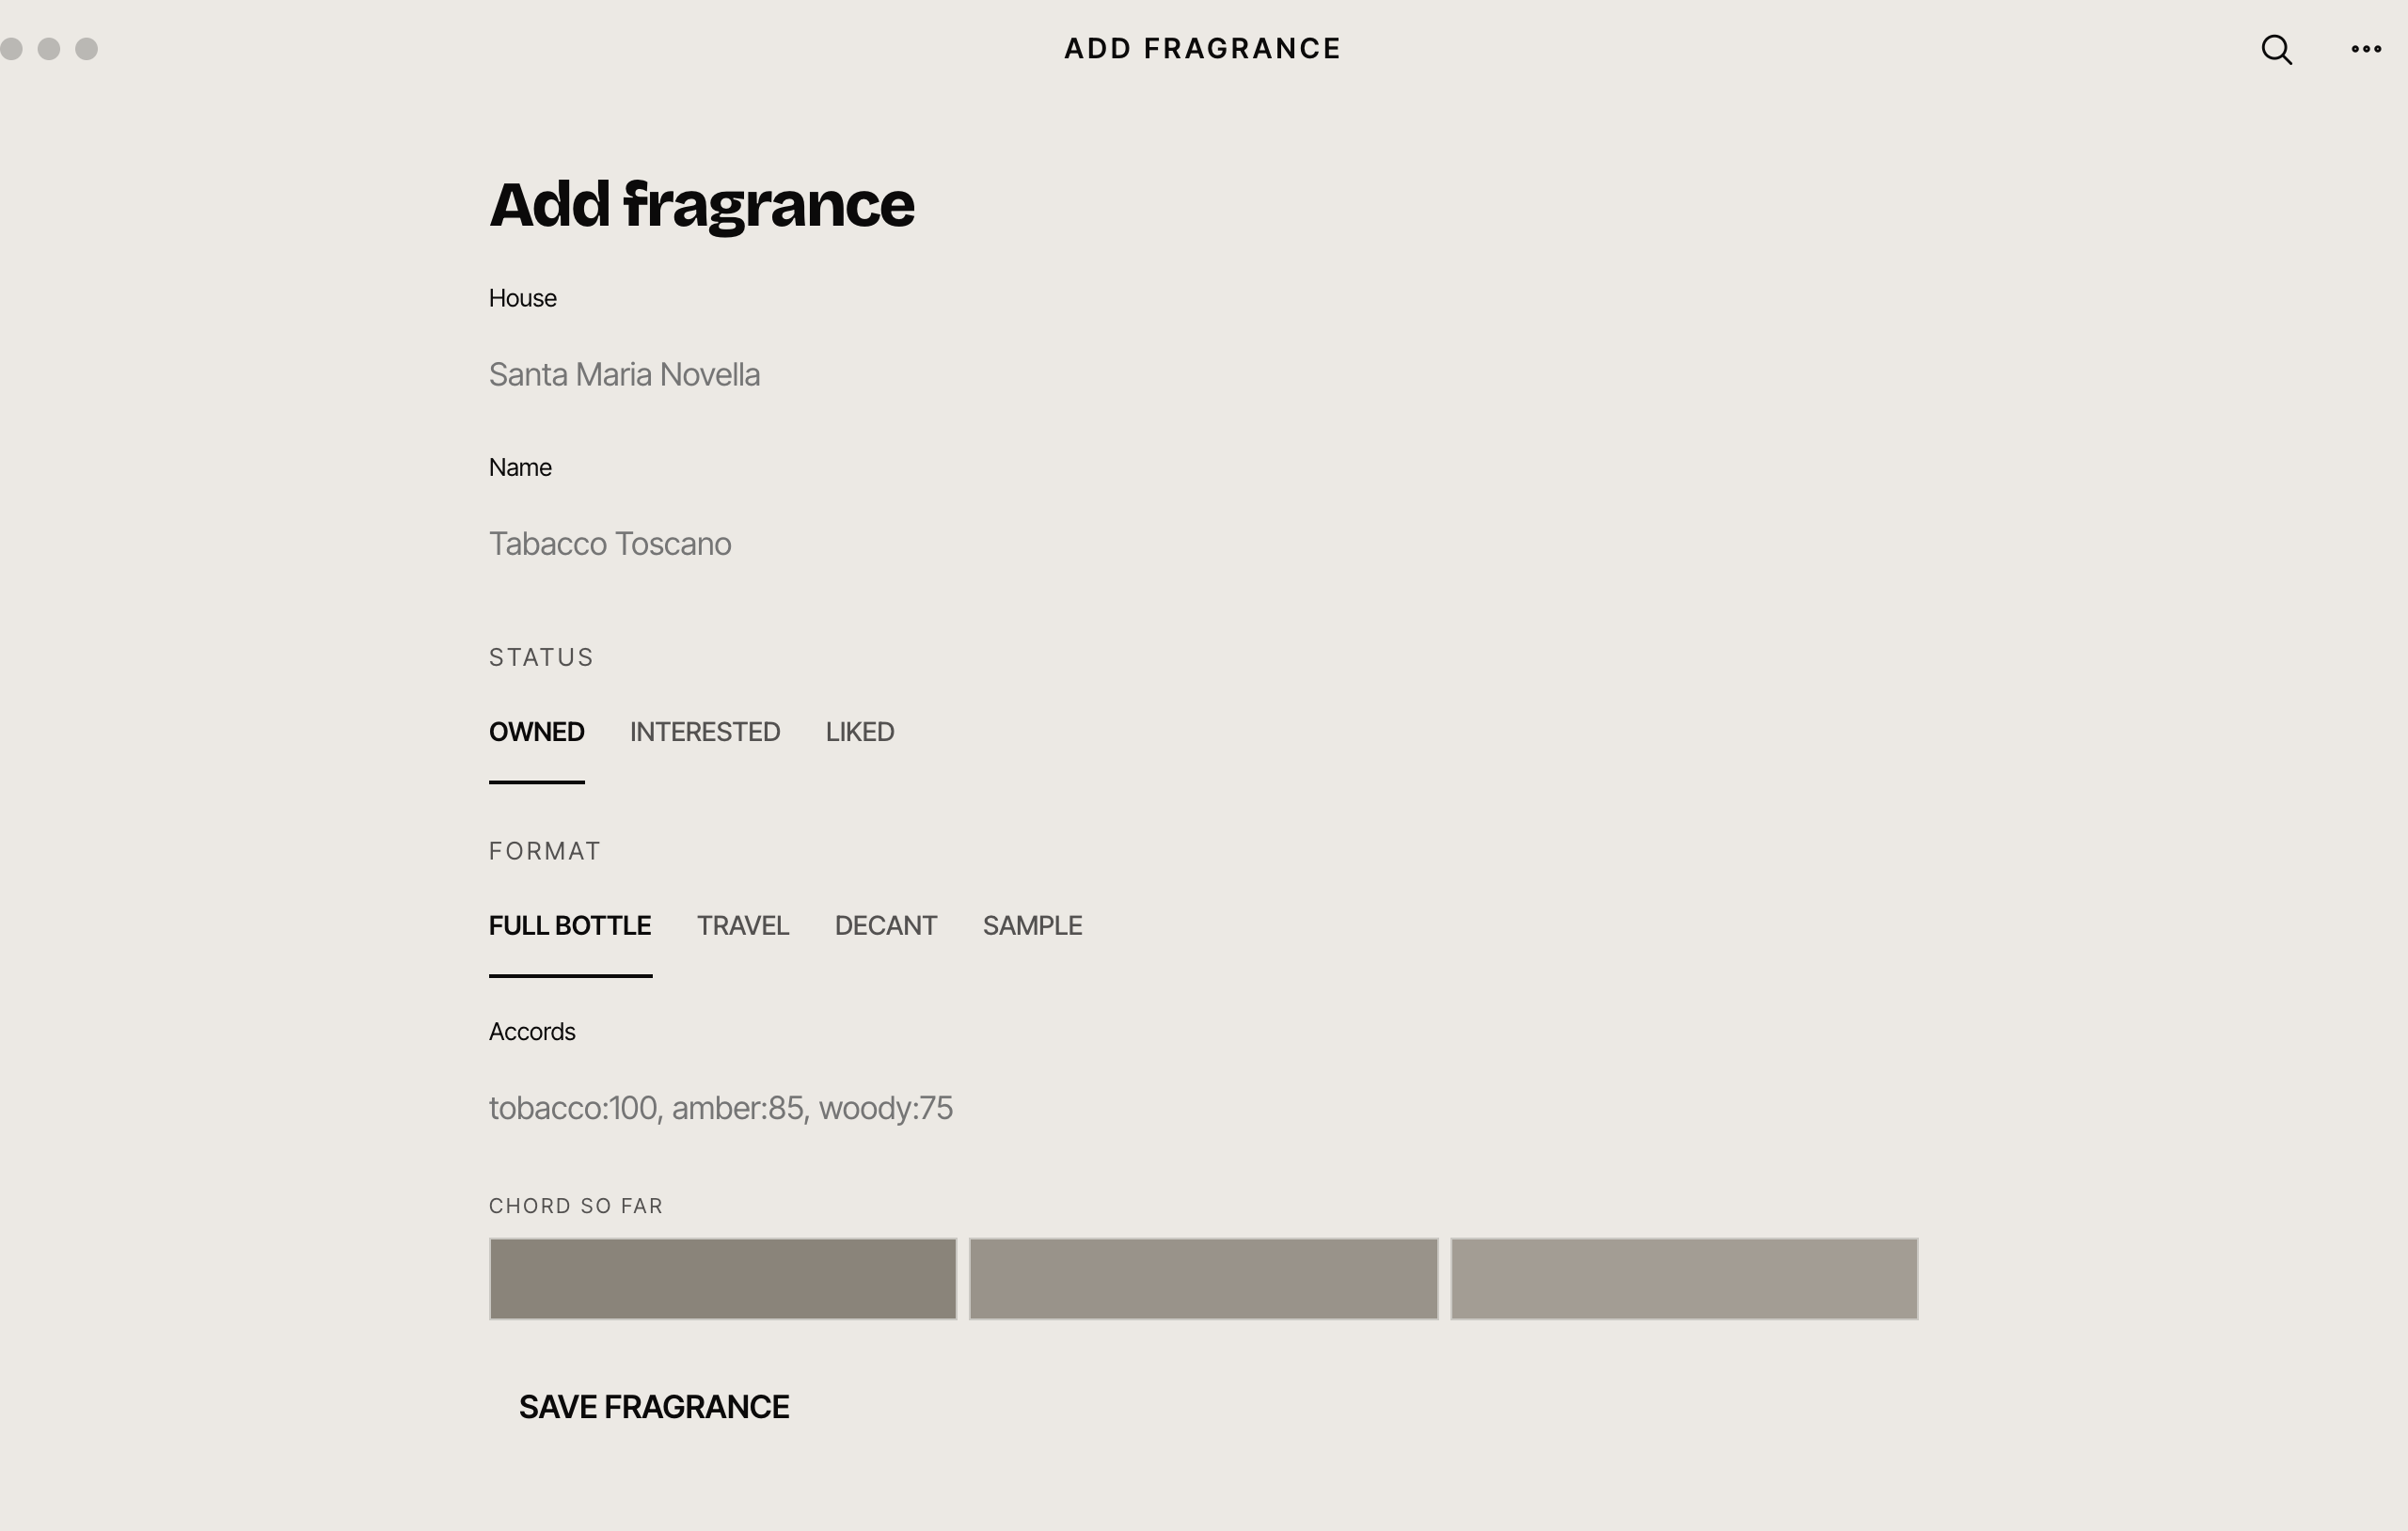 ADD FRAGRANCE
Add fragrance
House
Santa Maria Novella
Name
Tabacco Toscano
STATUS
OWNED INTERESTED LIKED
FORMAT
FULL BOTTLE TRAVEL DECANT SAMPLE
Accords
tobacco:100, amber:85, woody:75
CHORD SO FAR
SAVE FRAGRANCE